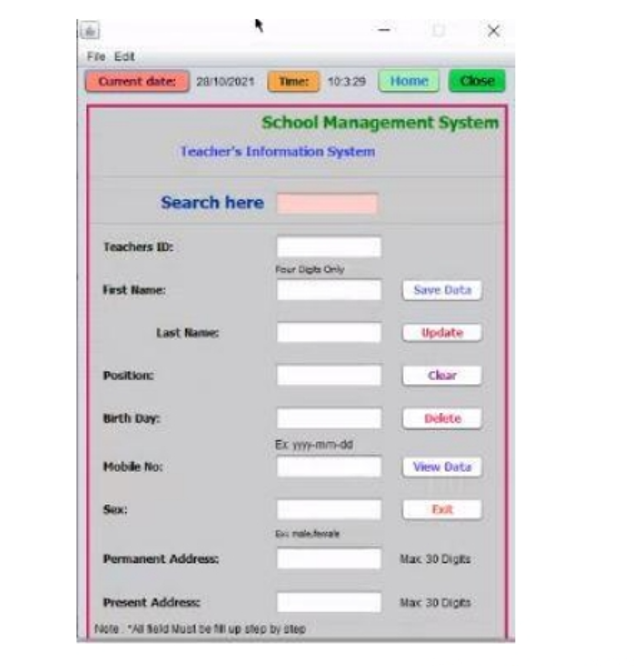 File Edit
Current date: 28/10/2021 Time: 10:3:29 Home Close
School Management System
Teacher's Information System
Search here
Teachers ID:
Four Digits Only
First Name: Save Data
Last Name: Update
Position: Clear
Birth Day: Delete
Ex: yyyy-mm-dd
Mobile No: View Data
Sex: Exit
Ex: male,female
Permanent Address: Max: 30 Digits
Present Address: Max: 30 Digits
Note : *All field Must be fill up step by step